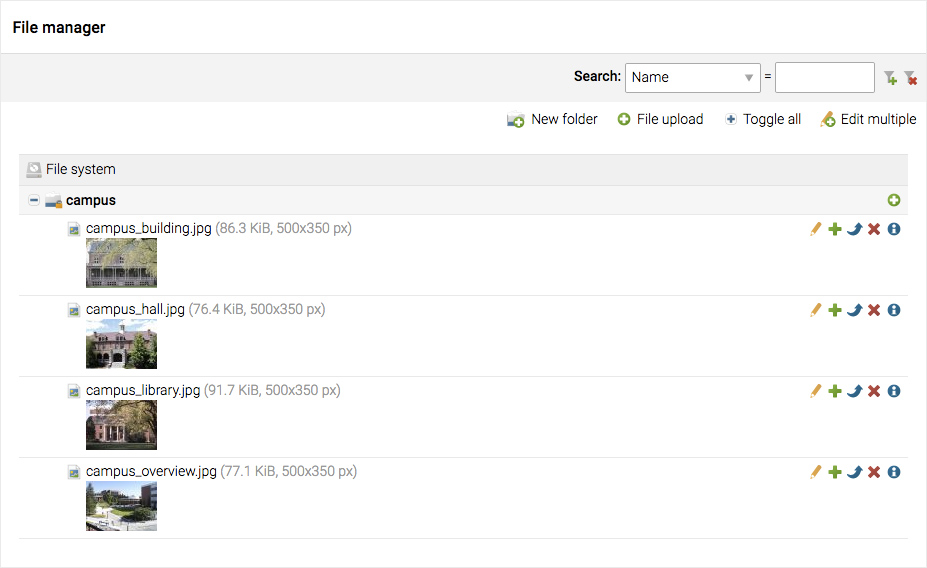 File manager
Search: Name =
New folder File upload Toggle all Edit multiple
File system
campus
campus_building.jpg (86.3 KiB, 500x350 px)
campus_hall.jpg (76.4 KiB, 500x350 px)
campus_library.jpg (91.7 KiB, 500x350 px)
campus_overview.jpg (77.1 KiB, 500x350 px)